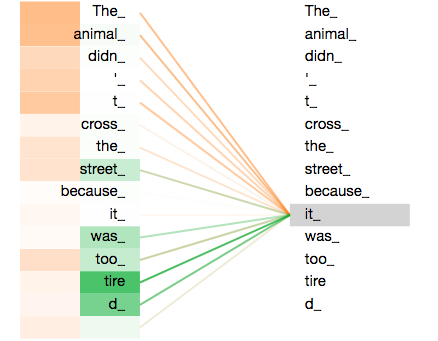 The_ The_
animal_ animal_
didn_ didn_
'_ '_
t_ t_
cross_ cross_
the_ the_
street_ street_
because_ because_
it_ it_
was_ was_
too_ too_
tire tire
d_ d_